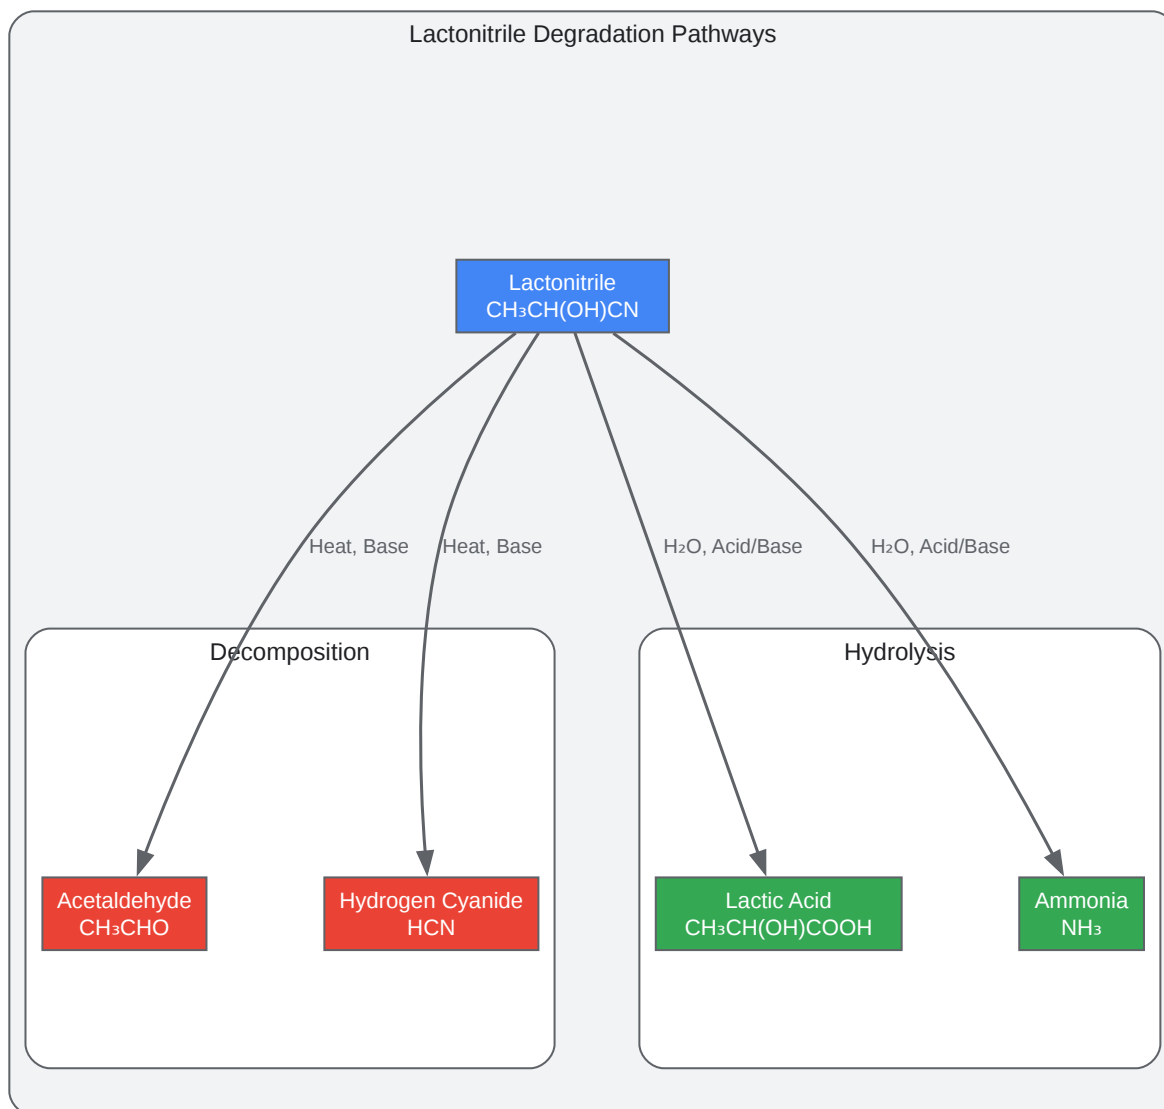 Lactonitrile Degradation Pathways
Lactonitrile
CH₃CH(OH)CN
Heat, Base
Heat, Base
H₂O, Acid/Base
H₂O, Acid/Base
Decomposition
Hydrolysis
Acetaldehyde
CH₃CHO
Hydrogen Cyanide
HCN
Lactic Acid
CH₃CH(OH)COOH
Ammonia
NH₃